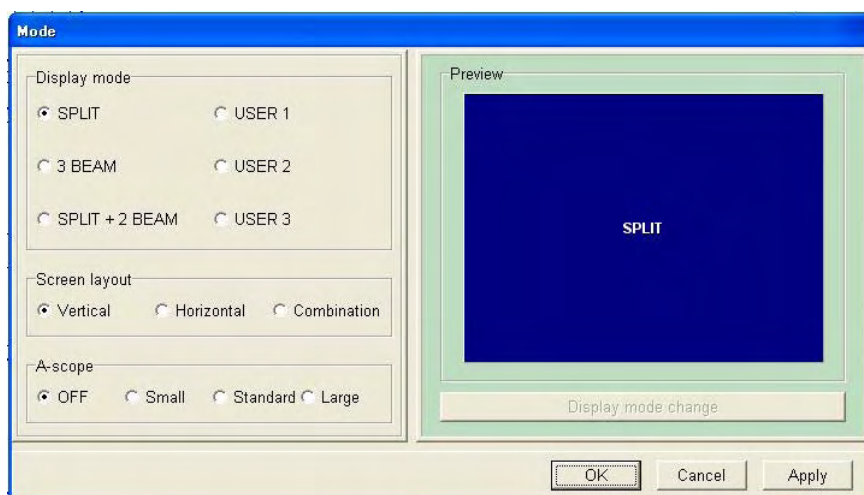 Mode
Display mode
SPLIT
USER 1
3 BEAM
USER 2
SPLIT + 2 BEAM
USER 3
Screen layout
Vertical
Horizontal
Combination
A-scope
OFF
Small
Standard
Large
Preview
SPLIT
Display mode change
OK
Cancel
Apply